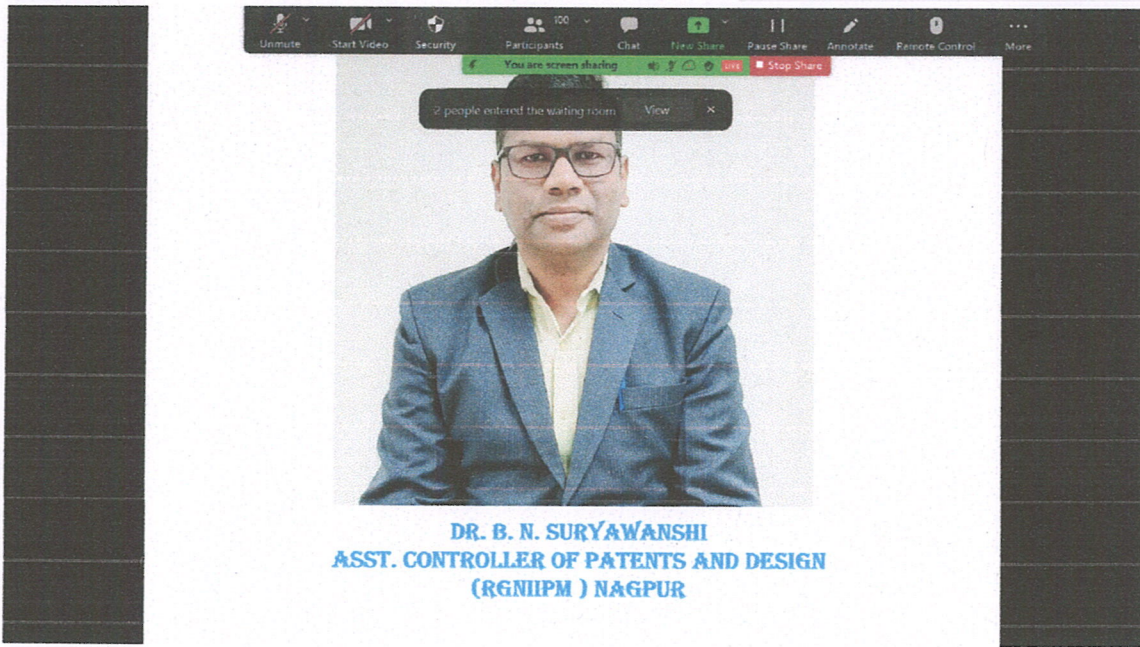 100
Unmute Start Video Security Participants Chat New Share Pause Share Annotate Remote Control More
You are screen sharing LIVE Stop Share
2 people entered the waiting room View
DR. B. N. SURYAWANSHI
ASST. CONTROLLER OF PATENTS AND DESIGN
(RGNIIPM ) NAGPUR